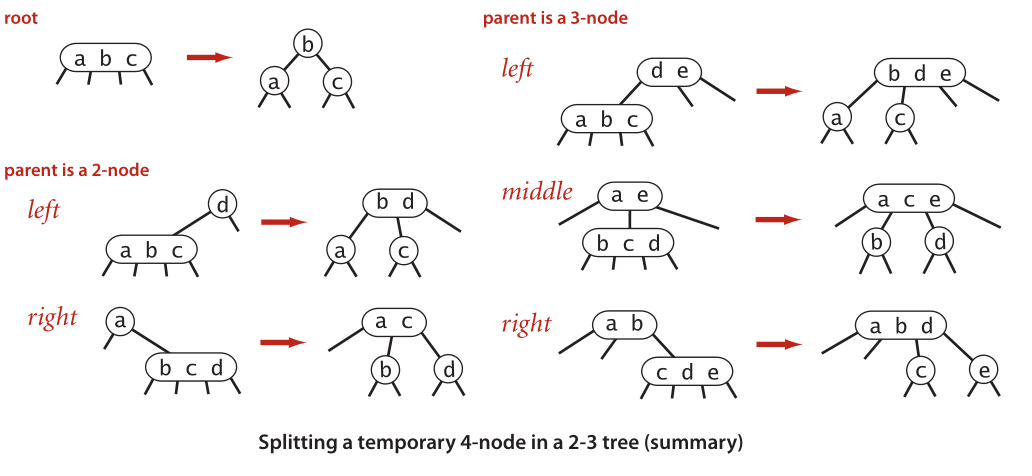 root
a b c
b
a
c
parent is a 2-node
left
d
a b c
b d
a
c
right
a
b c d
a c
b
d
parent is a 3-node
left
d e
a b c
b d e
a
c
middle
a e
b c d
a c e
b
d
right
a b
c d e
a b d
c
e
Splitting a temporary 4-node in a 2-3 tree (summary)